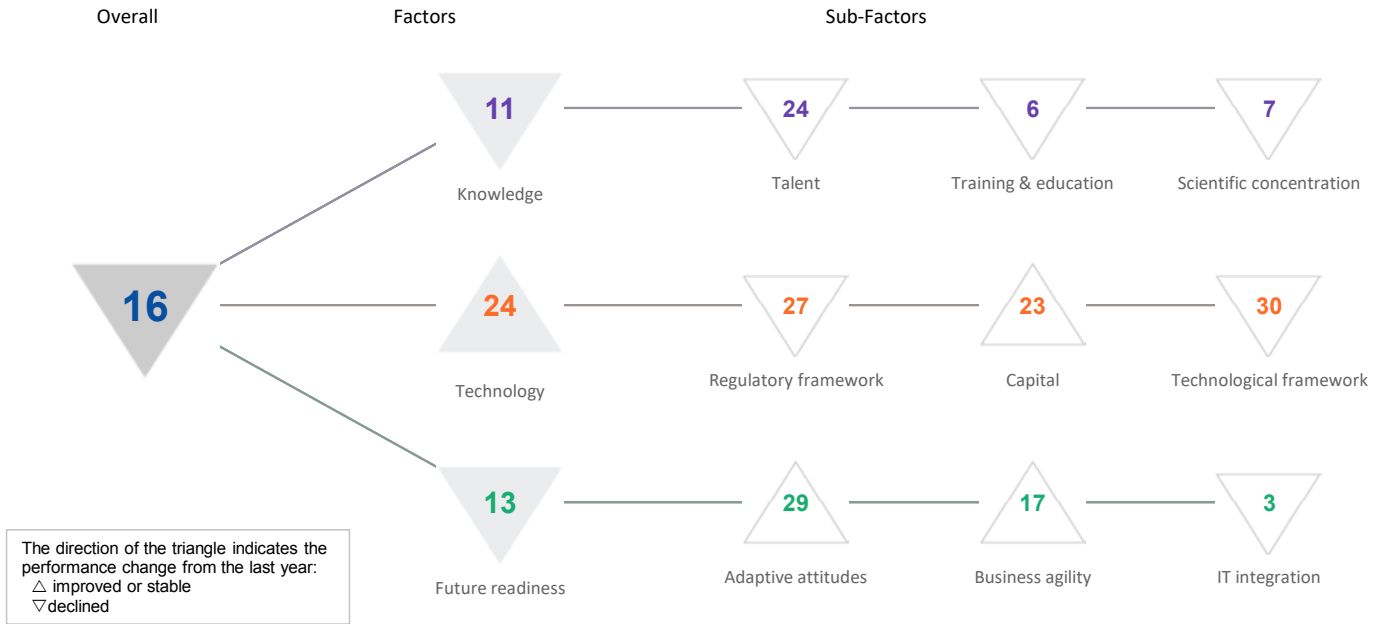 Overall Factors Sub-Factors
11 24 6 7
Knowledge Talent Training & education Scientific concentration
16
24 27 23 30
Technology Regulatory framework Capital Technological framework
13 29 17 3
Future readiness Adaptive attitudes Business agility IT integration
The direction of the triangle indicates the
performance change from the last year:
△ improved or stable
▽declined